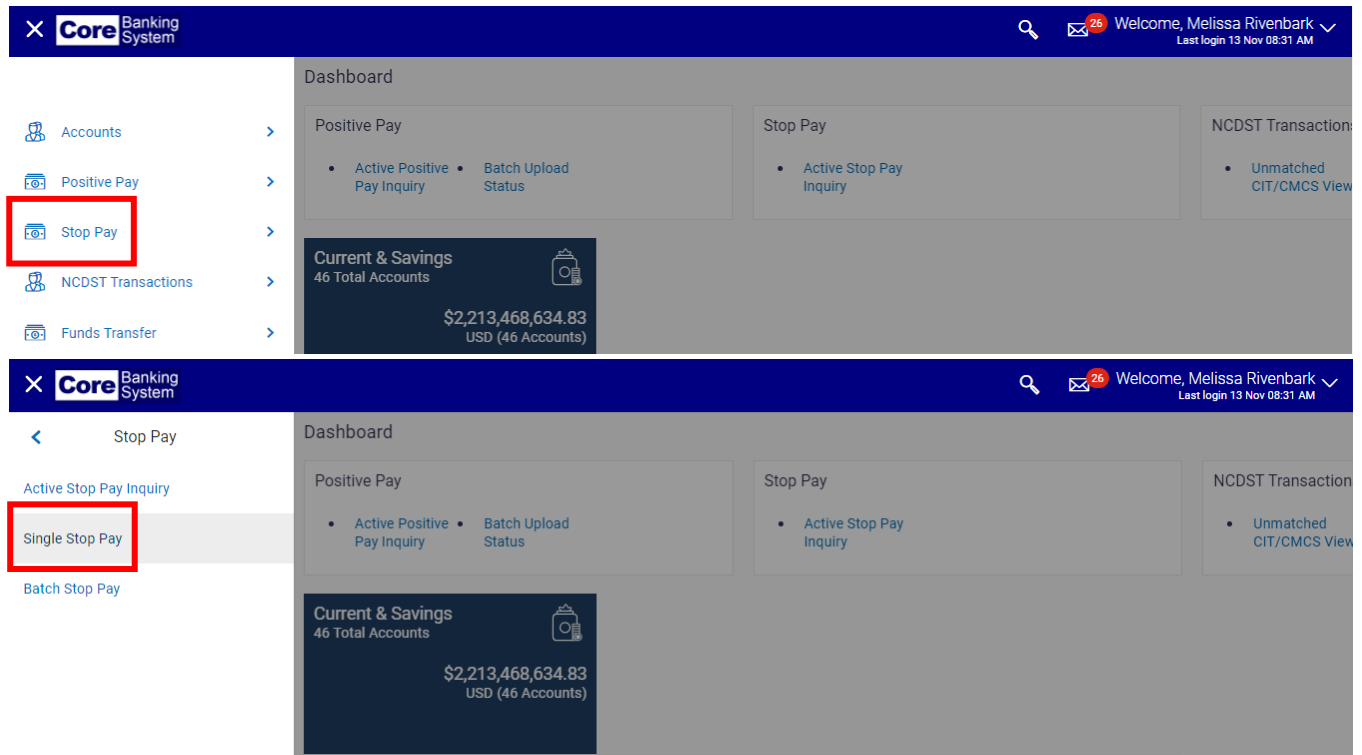 Core Banking System
26
Welcome, Melissa Rivenbark
Last login 13 Nov 08:31 AM
Accounts
Positive Pay
Stop Pay
NCDST Transactions
Funds Transfer
Dashboard
Positive Pay
Active Positive
Pay Inquiry
Batch Upload
Status
Stop Pay
Active Stop Pay
Inquiry
NCDST Transactions
Unmatched
CIT/CMCS View
Current & Savings
46 Total Accounts
$2,213,468,634.83
USD (46 Accounts)
Core Banking System
26
Welcome, Melissa Rivenbark
Last login 13 Nov 08:31 AM
Stop Pay
Active Stop Pay Inquiry
Single Stop Pay
Batch Stop Pay
Dashboard
Positive Pay
Active Positive
Pay Inquiry
Batch Upload
Status
Stop Pay
Active Stop Pay
Inquiry
NCDST Transaction
Unmatched
CIT/CMCS View
Current & Savings
46 Total Accounts
$2,213,468,634.83
USD (46 Accounts)